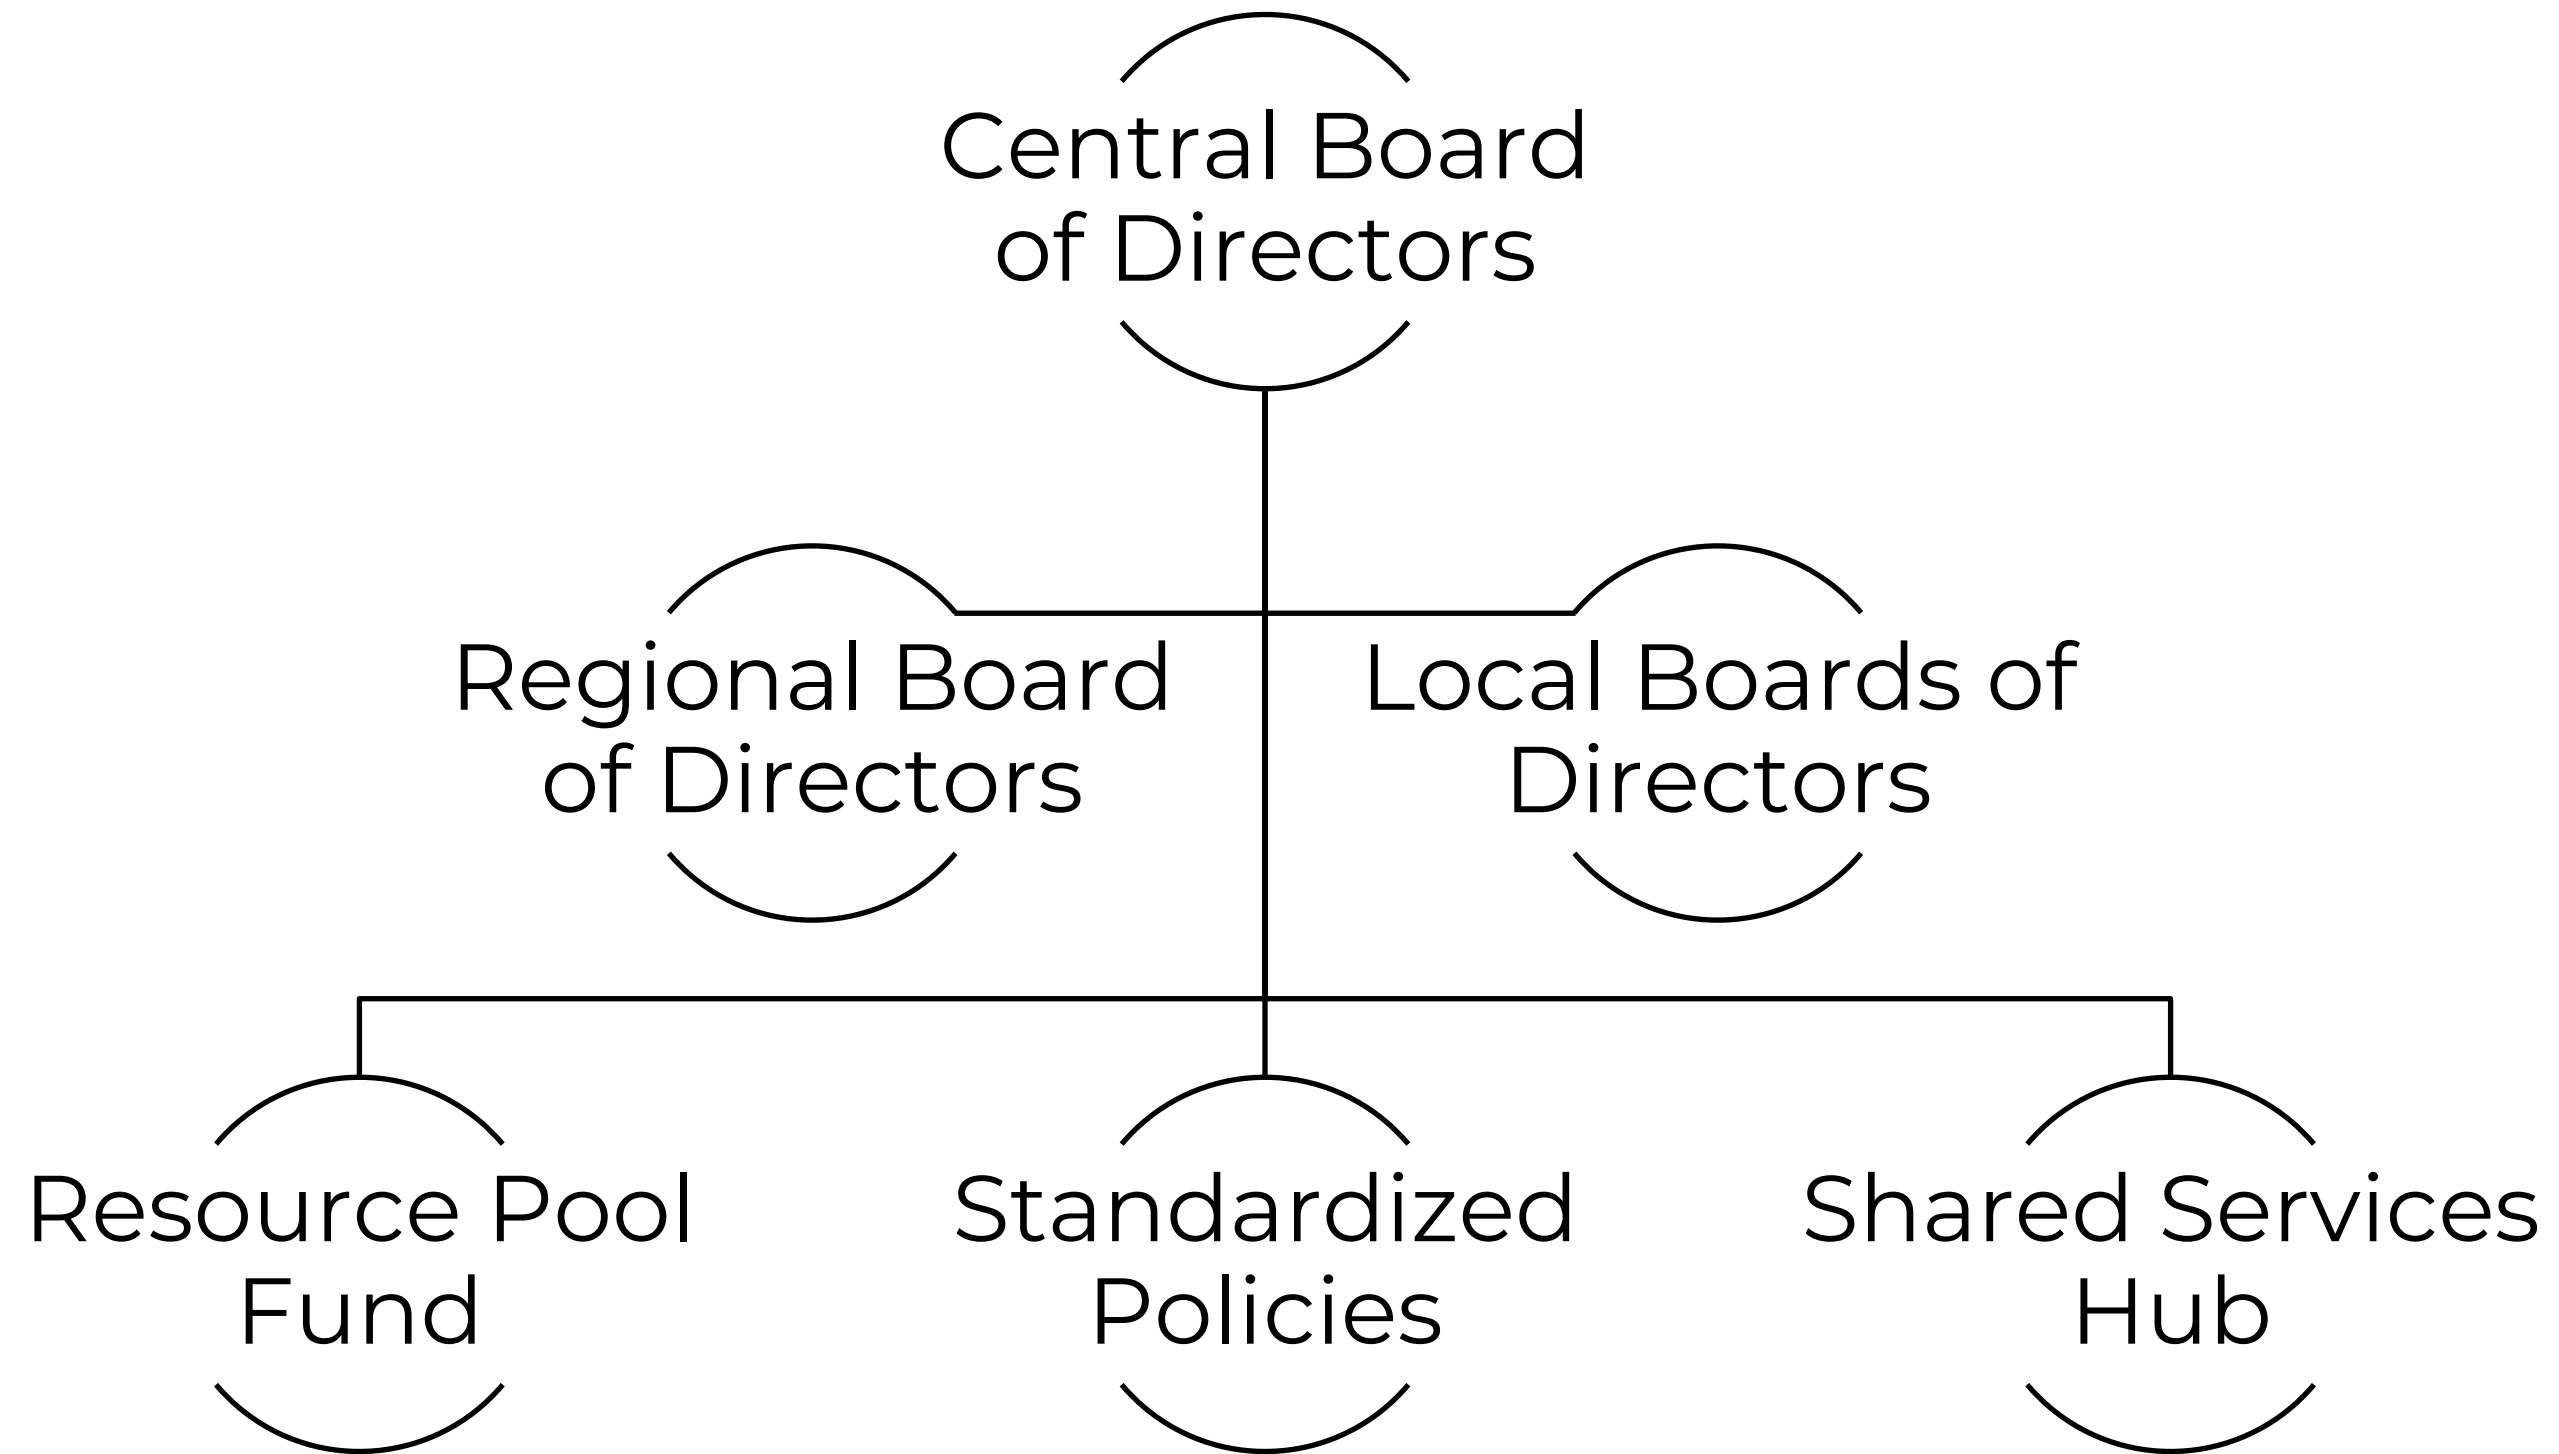 Central Board
of Directors
Regional Board
of Directors
Local Boards of
Directors
Resource Pool
Fund
Standardized
Policies
Shared Services
Hub